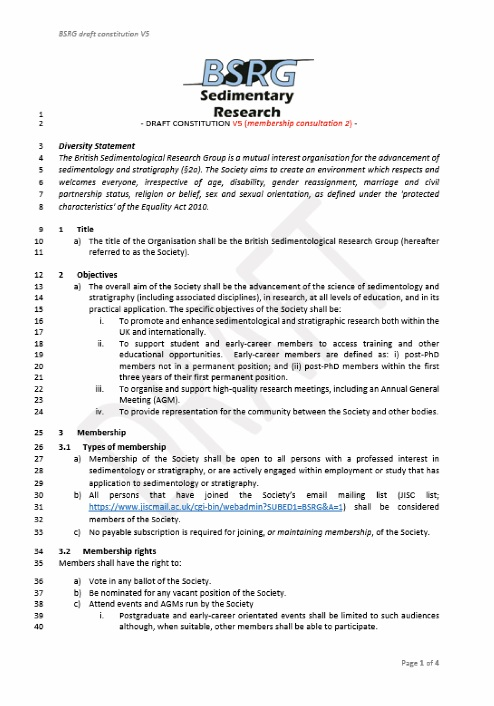 BSRG draft constitution V5
BSRG
Sedimentary
1 Research
2 - DRAFT CONSTITUTION V5 (membership consultation 2) -
3 Diversity Statement
4 The British Sedimentological Research Group is a mutual interest organisation for the advancement of
5 sedimentology and stratigraphy (§2a). The Society aims to create an environment which respects and
6 welcomes everyone, irrespective of age, disability, gender reassignment, marriage and civil
7 partnership status, religion or belief, sex and sexual orientation, as defined under the 'protected
8 characteristics' of the Equality Act 2010.
9 1 Title
10 a) The title of the Organisation shall be the British Sedimentological Research Group (hereafter
11 referred to as the Society).
12 2 Objectives
13 a) The overall aim of the Society shall be the advancement of the science of sedimentology and
14 stratigraphy (including associated disciplines), in research, at all levels of education, and in its
15 practical application. The specific objectives of the Society shall be:
16 i. To promote and enhance sedimentological and stratigraphic research both within the
17 UK and internationally.
18 ii. To support student and early-career members to access training and other
19 educational opportunities. Early-career members are defined as: i) post-PhD
20 members not in a permanent position; and (ii) post-PhD members within the first
21 three years of their first permanent position.
22 iii. To organise and support high-quality research meetings, including an Annual General
23 Meeting (AGM).
24 iv. To provide representation for the community between the Society and other bodies.
25 3 Membership
26 3.1 Types of membership
27 a) Membership of the Society shall be open to all persons with a professed interest in
28 sedimentology or stratigraphy, or are actively engaged within employment or study that has
29 application to sedimentology or stratigraphy.
30 b) All persons that have joined the Society's email mailing list (JISC list;
31 https://www.jiscmail.ac.uk/cgi-bin/webadmin?SUBED1=BSRG&A=1) shall be considered
32 members of the Society.
33 c) No payable subscription is required for joining, or maintaining membership, of the Society.
34 3.2 Membership rights
35 Members shall have the right to:
36 a) Vote in any ballot of the Society.
37 b) Be nominated for any vacant position of the Society.
38 c) Attend events and AGMs run by the Society
39 i. Postgraduate and early-career orientated events shall be limited to such audiences
40 although, when suitable, other members shall be able to participate.
DRAFT
Page 1 of 4